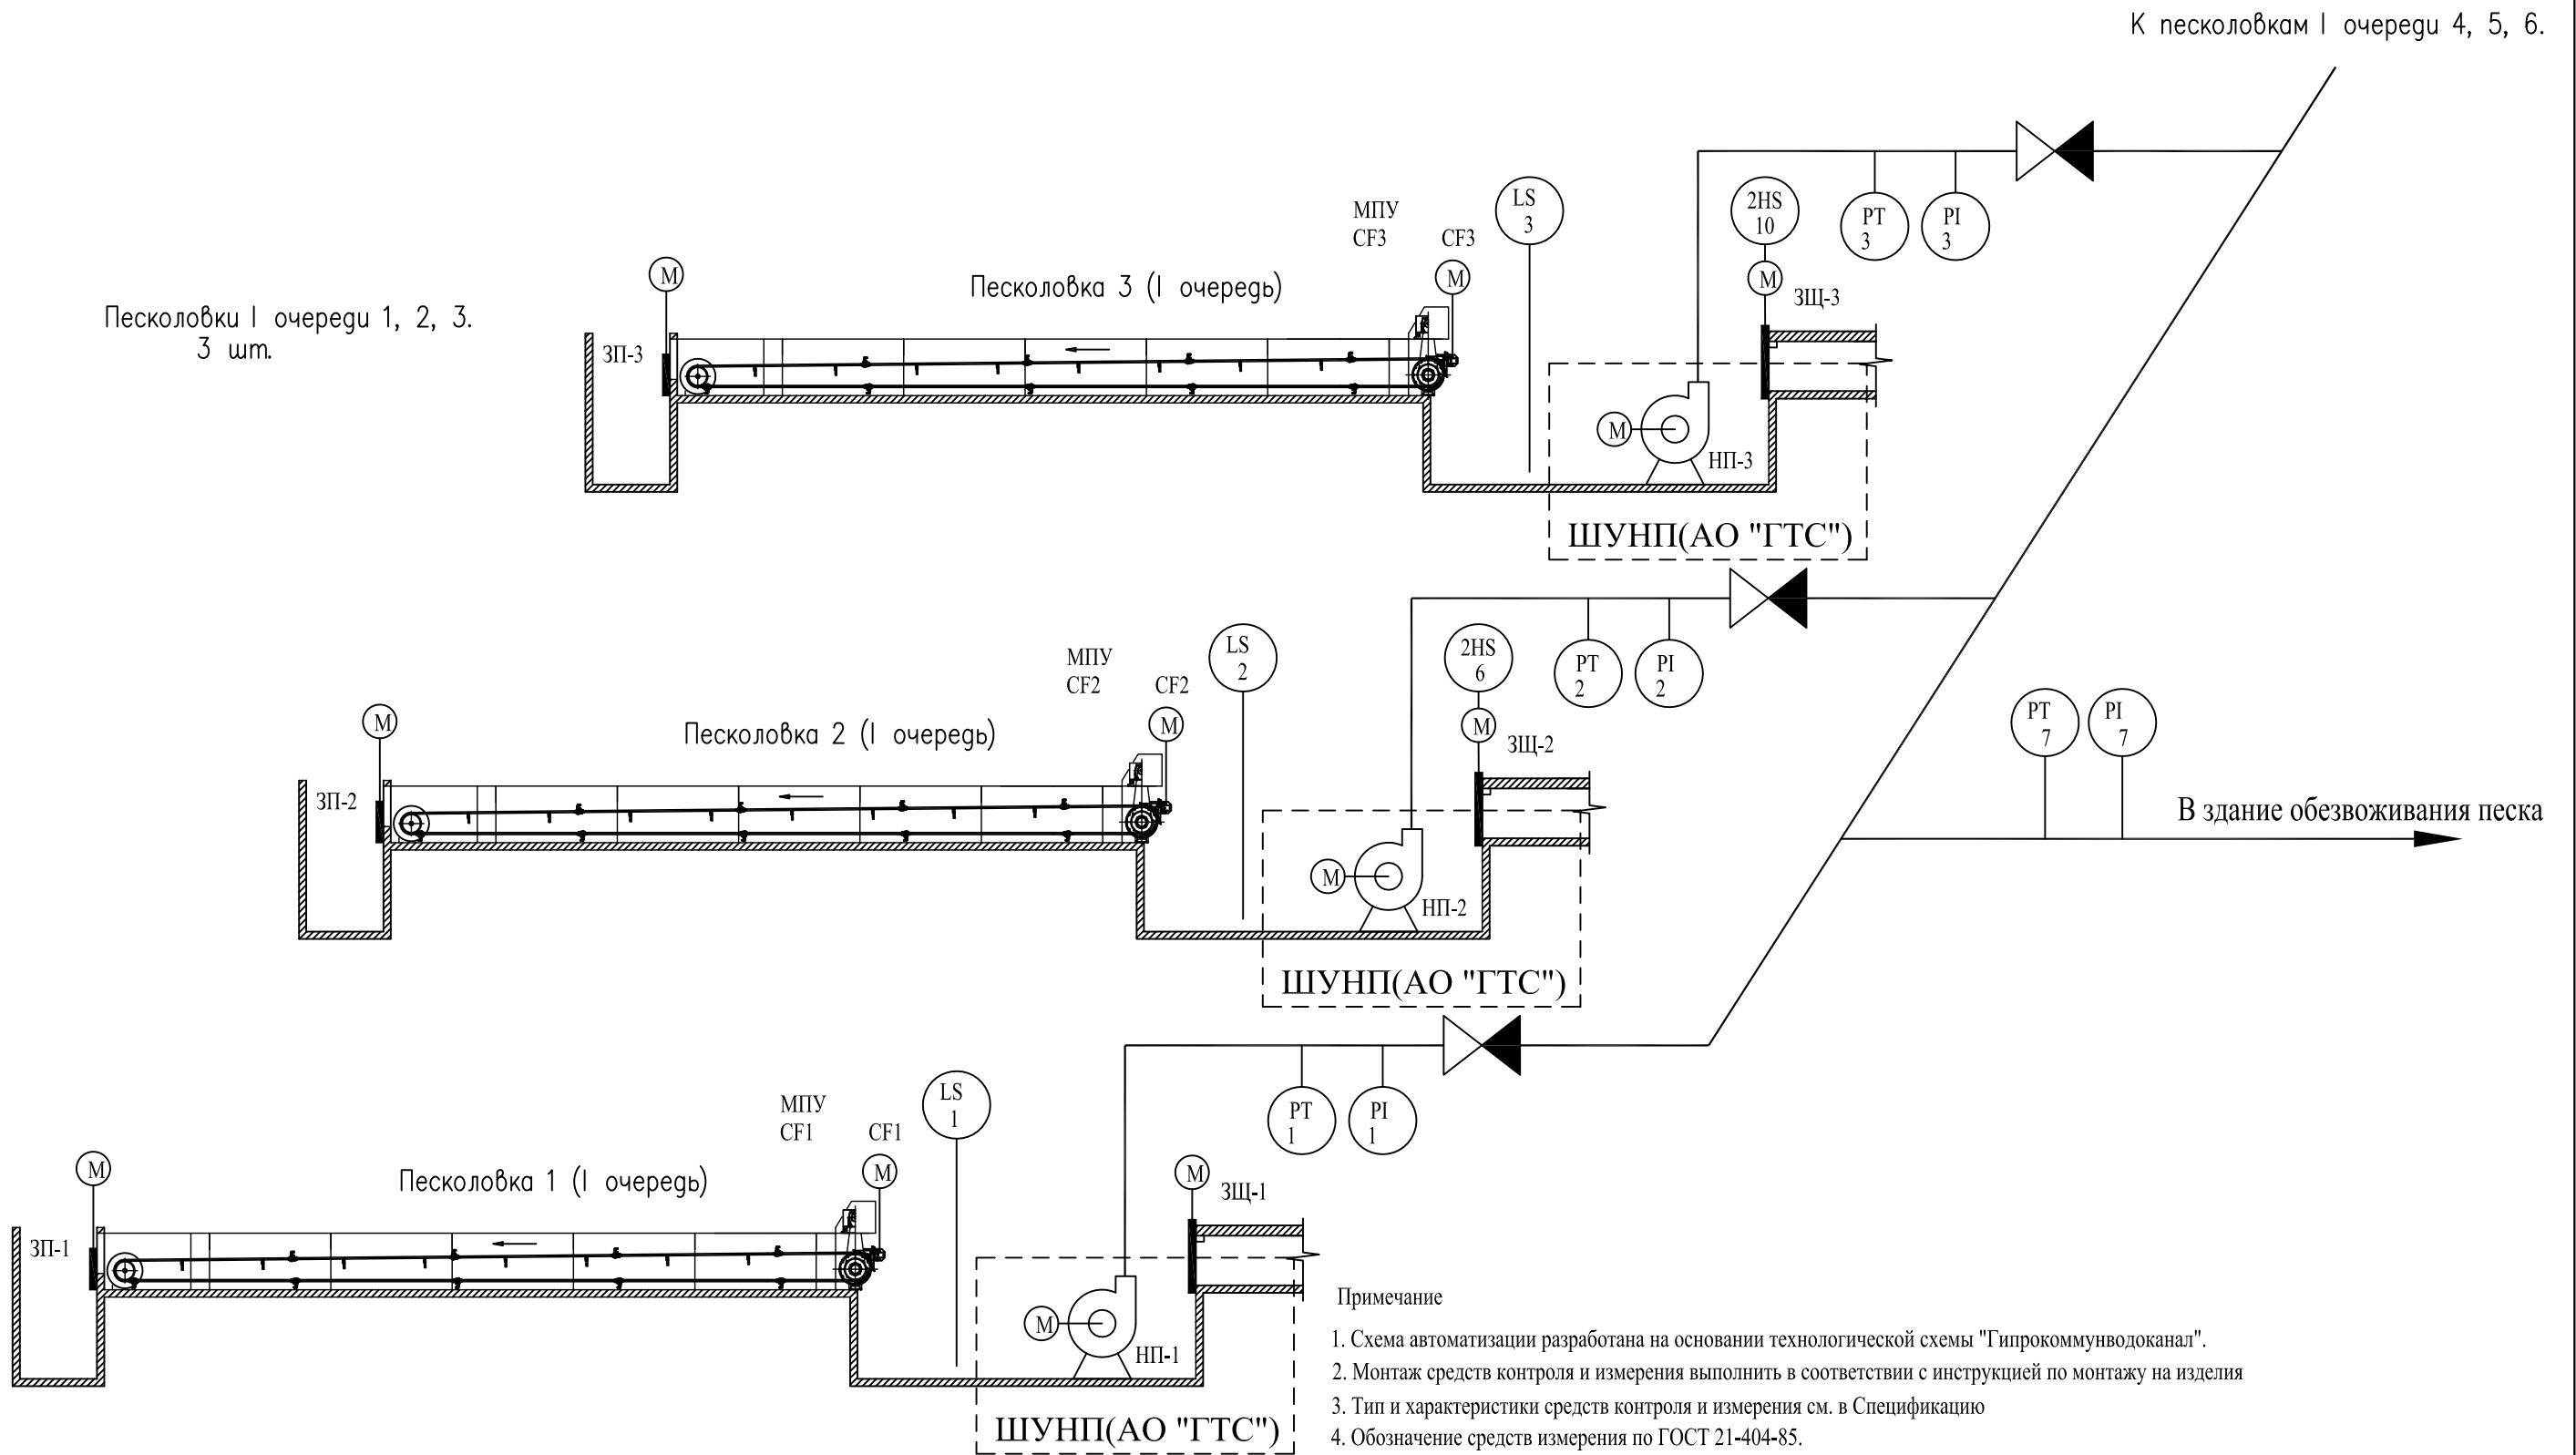 К песколовкам I очереди 4, 5, 6.
Песколовки I очереди 1, 2, 3.
3 шт.
Песколовка 3 (I очередь)
М
ЗП-3
МПУ
CF3
CF3
М
LS
3
2HS
10
М
ЗЩ-3
PT
3
PI
3
М
НП-3
ШУНП(АО "ГТС")
Песколовка 2 (I очередь)
М
ЗП-2
МПУ
CF2
CF2
М
LS
2
2HS
6
М
ЗЩ-2
PT
2
PI
2
М
НП-2
ШУНП(АО "ГТС")
PT
7
PI
7
В здание обезвоживания песка
Песколовка 1 (I очередь)
М
ЗП-1
МПУ
CF1
CF1
М
LS
1
М
ЗЩ-1
PT
1
PI
1
М
НП-1
ШУНП(АО "ГТС")
Примечание
1. Схема автоматизации разработана на основании технологической схемы "Гипрокоммунводоканал".
2. Монтаж средств контроля и измерения выполнить в соответствии с инструкцией по монтажу на изделия
3. Тип и характеристики средств контроля и измерения см. в Спецификацию
4. Обозначение средств измерения по ГОСТ 21-404-85.